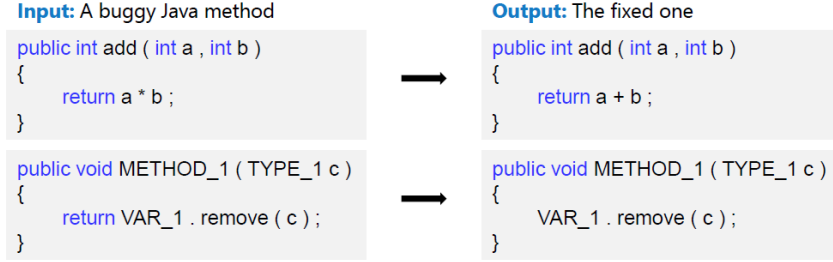 Input: A buggy Java method
Output: The fixed one
public int add ( int a , int b )
{
return a * b ;
}
public int add ( int a , int b )
{
return a + b ;
}
public void METHOD_1 ( TYPE_1 c )
{
return VAR_1 . remove ( c ) ;
}
public void METHOD_1 ( TYPE_1 c )
{
VAR_1 . remove ( c ) ;
}